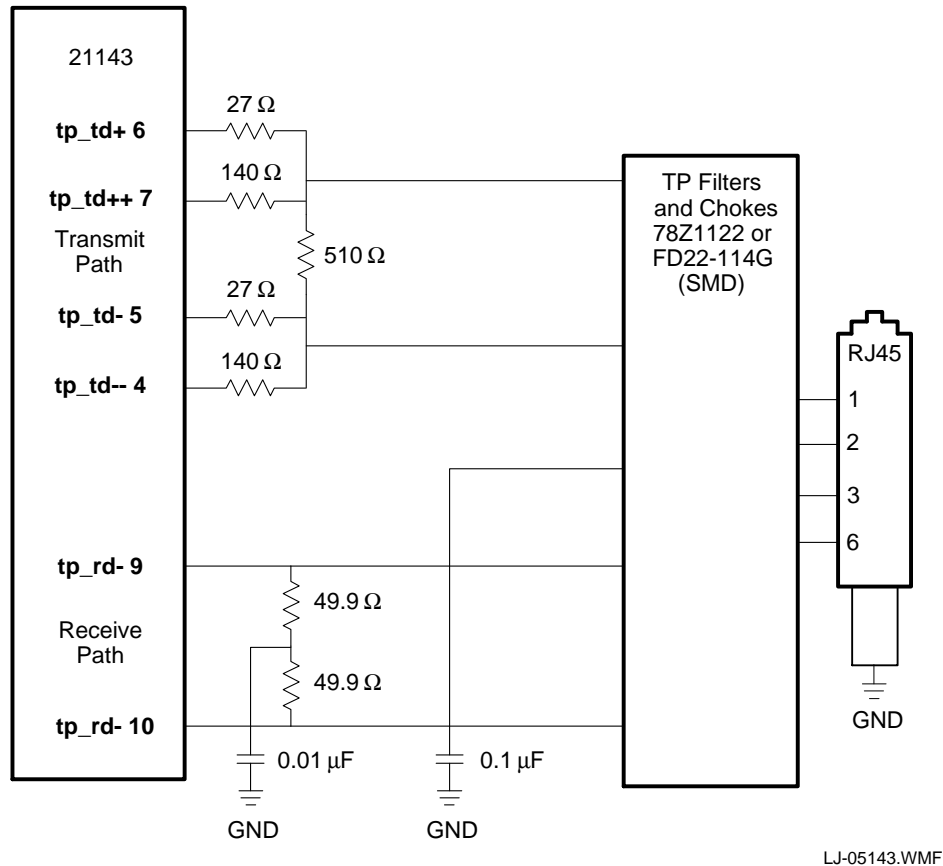 21143
27 Ω
tp_td+ 6
140 Ω
tp_td++ 7
Transmit
Path
510 Ω
27 Ω
tp_td- 5
140 Ω
tp_td-- 4
TP Filters
and Chokes
78Z1122 or
FD22-114G
(SMD)
RJ45
1
2
3
6
GND
tp_rd- 9
49.9 Ω
Receive
Path
49.9 Ω
tp_rd- 10
0.01 μF
0.1 μF
GND
GND
LJ-05143.WMF